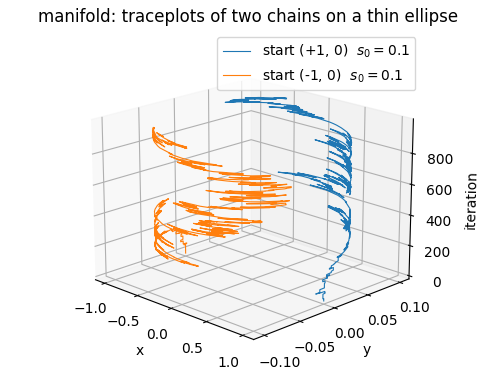 manifold: traceplots of two chains on a thin ellipse
start (+1, 0) s₀ = 0.1
start (-1, 0) s₀ = 0.1
800
600
400
200
0
iteration
−1.0
−0.5
0.0
0.5
1.0
x
−0.10
−0.05
0.00
0.05
0.10
y